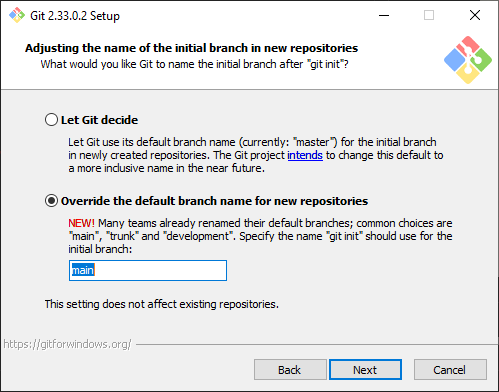 Git 2.33.0.2 Setup
Adjusting the name of the initial branch in new repositories
What would you like Git to name the initial branch after "git init"?
Let Git decide
Let Git use its default branch name (currently: "master") for the initial branch
in newly created repositories. The Git project intends to change this default to
a more inclusive name in the near future.
Override the default branch name for new repositories
NEW! Many teams already renamed their default branches; common choices are
"main", "trunk" and "development". Specify the name "git init" should use for the
initial branch:
main
This setting does not affect existing repositories.
https://gitforwindows.org/
Back
Next
Cancel